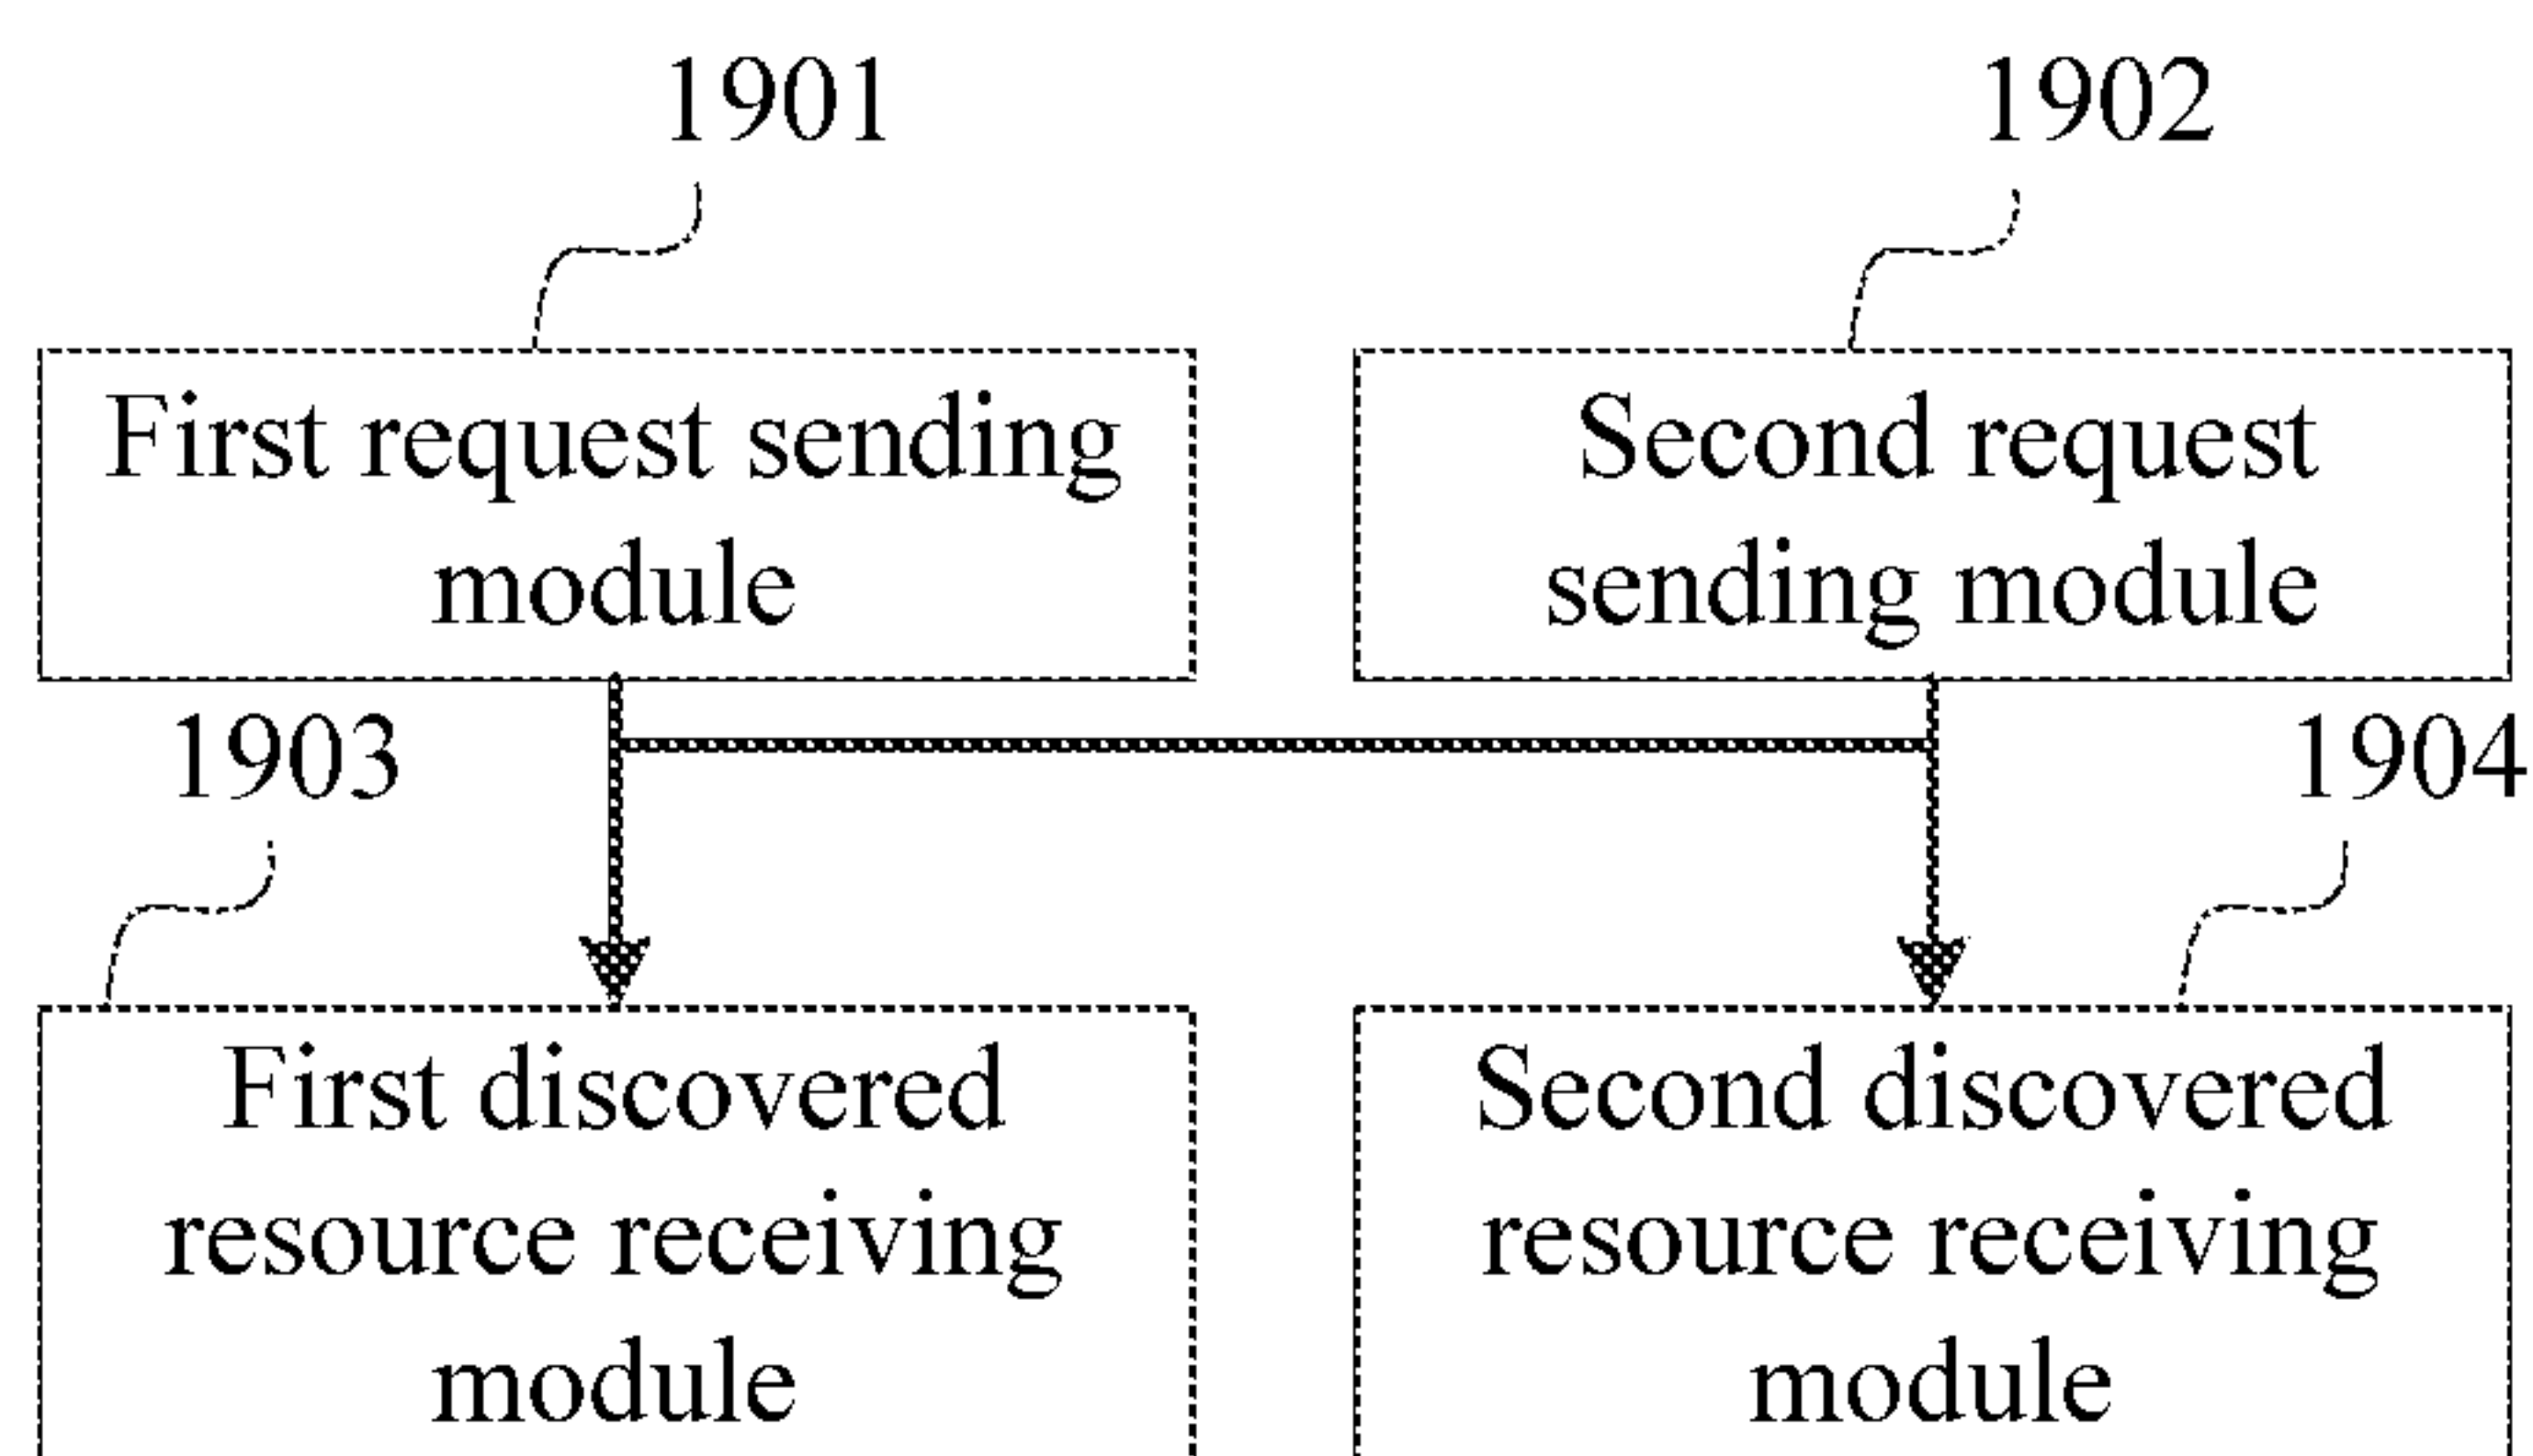 1901
1902
First request sending
module
Second request
sending module
1903
1904
First discovered
resource receiving
module
Second discovered
resource receiving
module